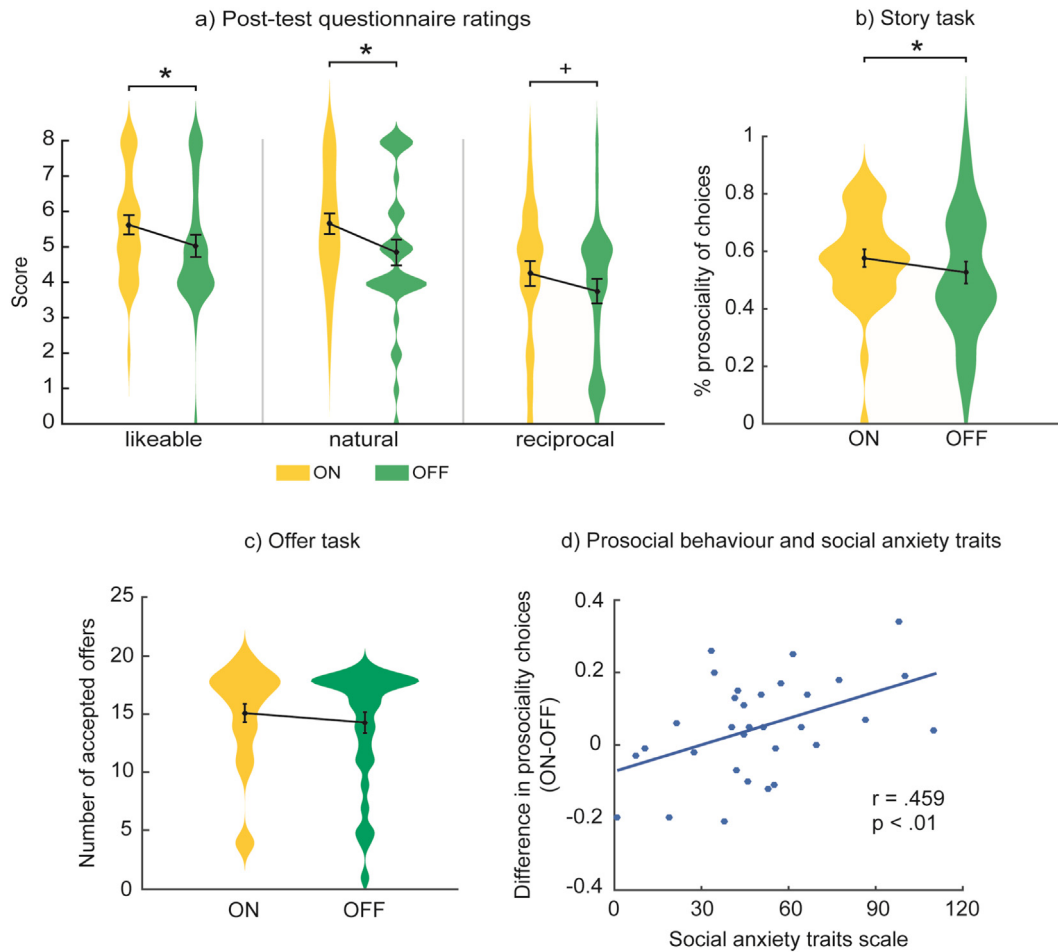 a) Post-test questionnaire ratings
*
*
+
Score
8
7
6
5
4
3
2
1
0
likeable
natural
reciprocal
ON
OFF
b) Story task
*
% prosociality of choices
1
0.8
0.6
0.4
0.2
0
ON
OFF
c) Offer task
Number of accepted offers
25
20
15
10
5
0
ON
OFF
d) Prosocial behaviour and social anxiety traits
Difference in prosociality choices
(ON-OFF)
0.4
0.2
0
-0.2
-0.4
r = .459
p < .01
0
30
60
90
120
Social anxiety traits scale